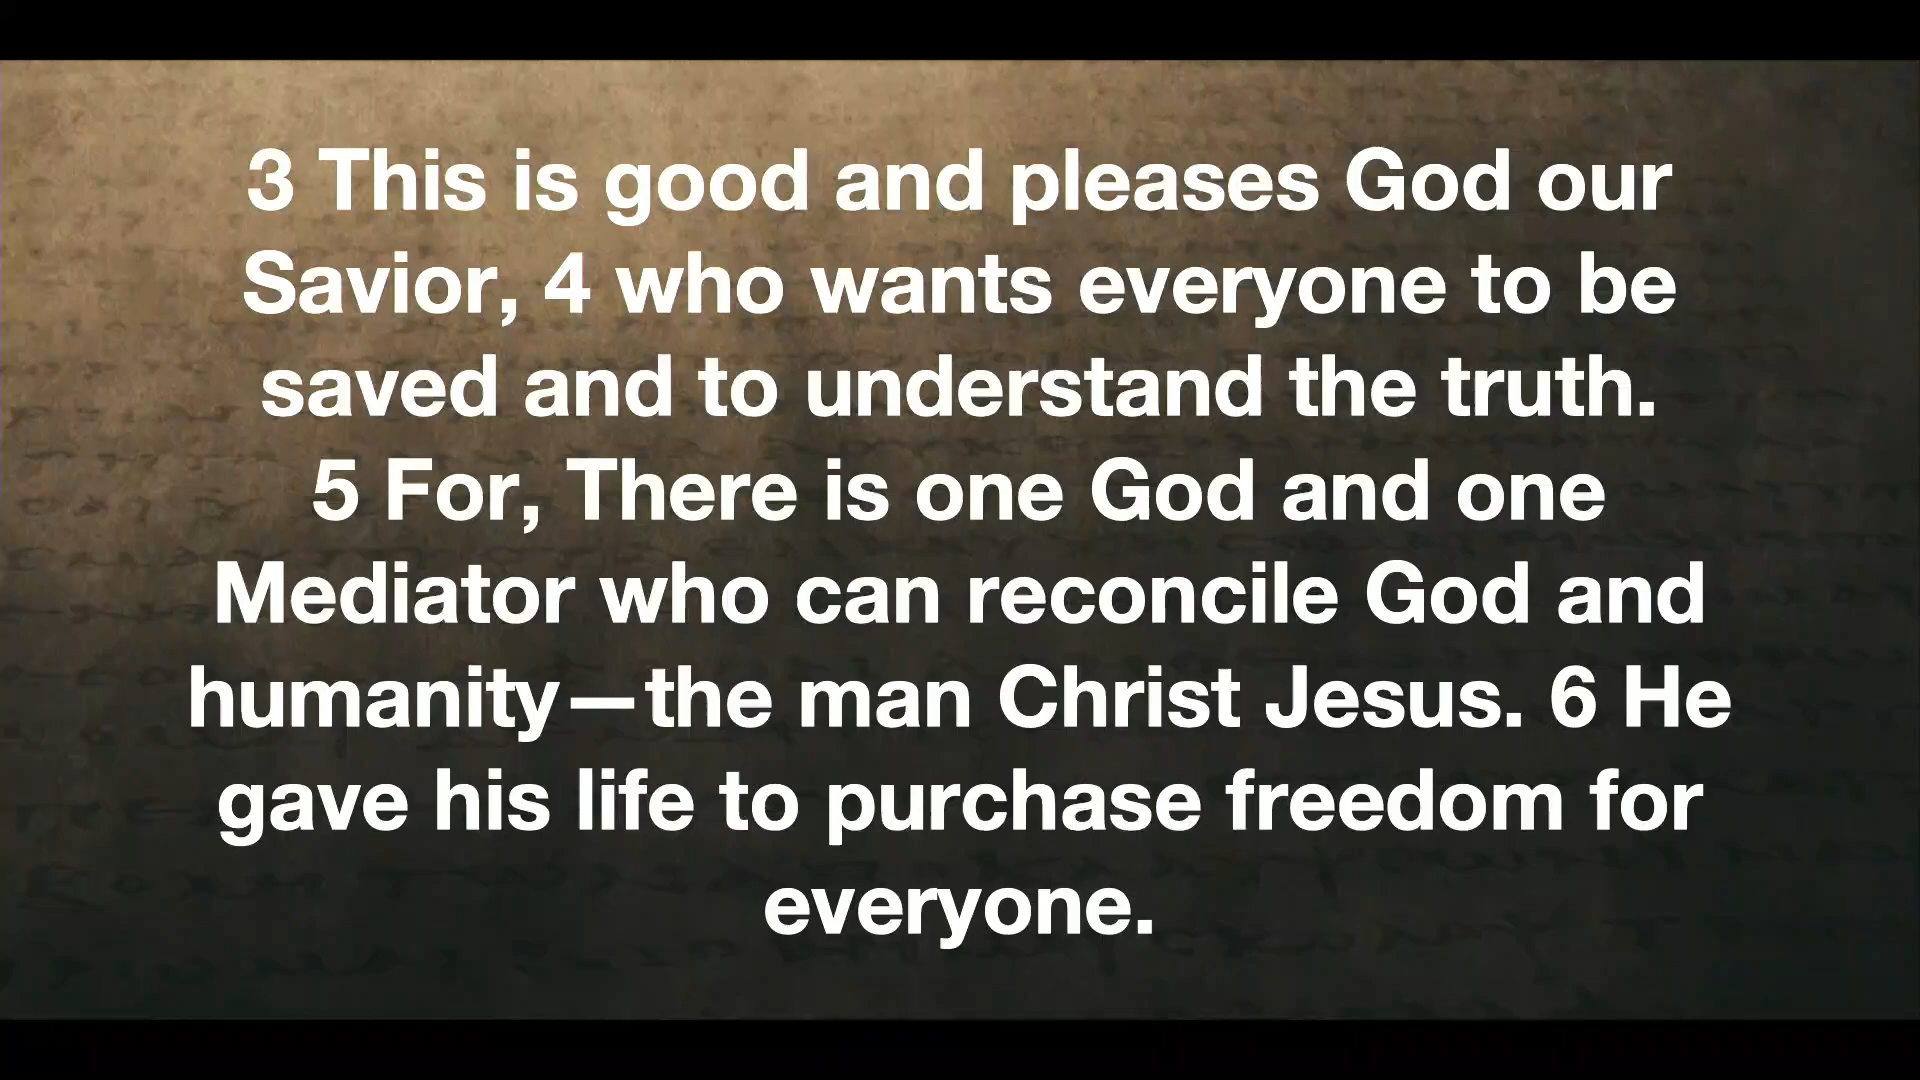 3 This is good and pleases God our
Savior, 4 who wants everyone to be
saved and to understand the truth.
5 For, There is one God and one
Mediator who can reconcile God and
humanity—the man Christ Jesus. 6 He
gave his life to purchase freedom for
everyone.